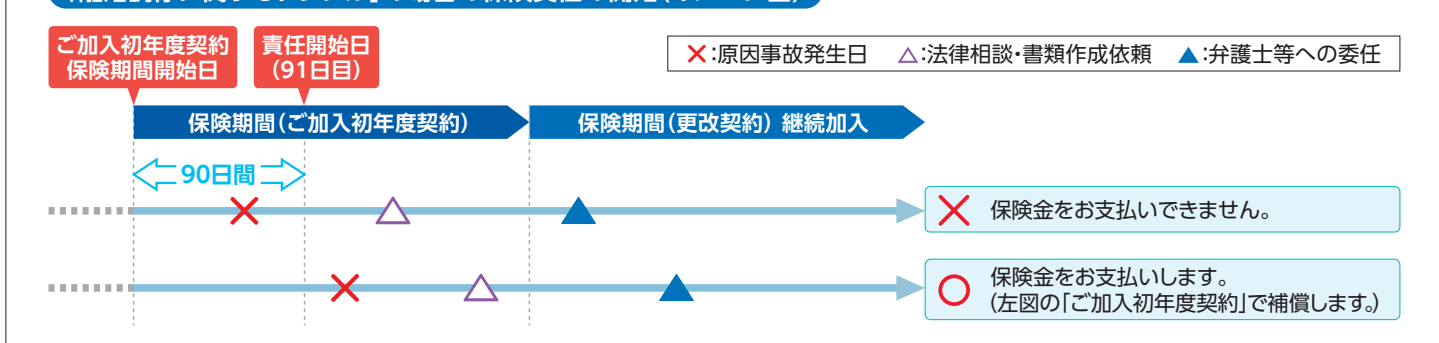 ご加入初年度契約
保険期間開始日
責任開始日
(91日目)
×:原因事故発生日 △:法律相談・書類作成依頼 ▲:弁護士等への委任
保険期間(ご加入初年度契約)
保険期間(更改契約) 継続加入
90日間
保険金をお支払いできません。
保険金をお支払いします。
(左図の「ご加入初年度契約」で補償します。)